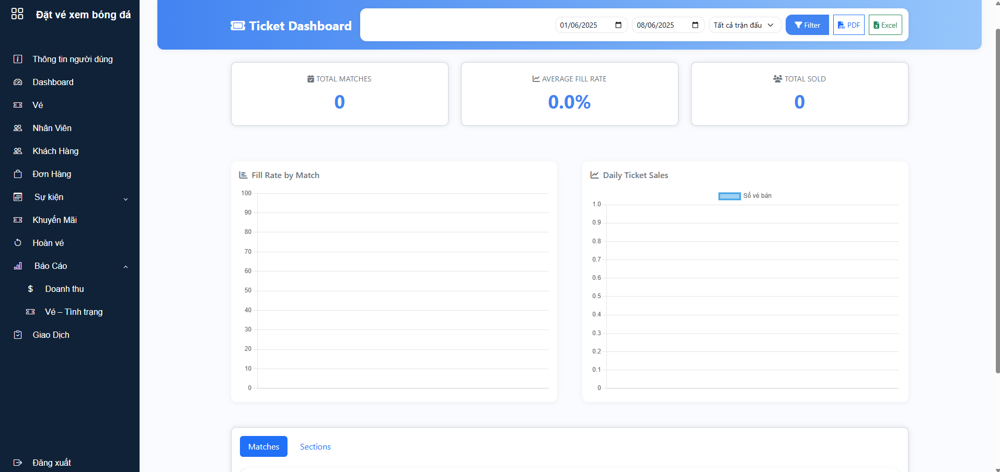 Đặt vé xem bóng đá
Thông tin người dùng
Dashboard
Vé
Nhân Viên
Khách Hàng
Đơn Hàng
Sự kiện
Khuyến Mãi
Hoàn vé
Báo Cáo
$ Doanh thu
Vé – Tình trạng
Giao Dịch
Đăng xuất
Ticket Dashboard
01/06/2025
08/06/2025
Tất cả trận đấu
Filter
PDF
Excel
TOTAL MATCHES
0
AVERAGE FILL RATE
0.0%
TOTAL SOLD
0
Fill Rate by Match
100
90
80
70
60
50
40
30
20
10
0
Daily Ticket Sales
Số vé bán
1.0
0.9
0.8
0.7
0.6
0.5
0.4
0.3
0.2
0.1
0
Matches
Sections